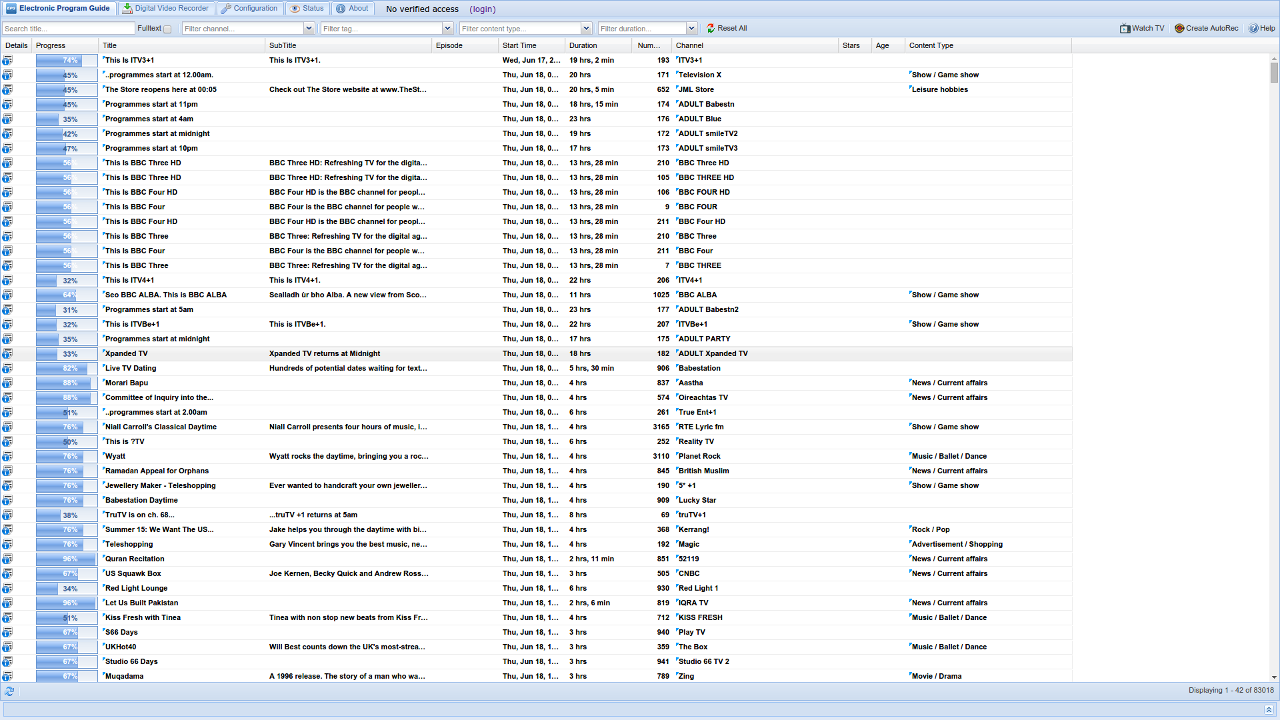 Electronic Program Guide Digital Video Recorder Configuration Status About No verified access (login)
Search title... Fulltext Filter channel... Filter tag... Filter content type... Filter duration... Reset All Watch TV Create AutoRec Help
Details Progress Title SubTitle Episode Start Time Duration Num... Channel Stars Age Content Type
74% This Is ITV3+1 This Is ITV3+1. Wed, Jun 17, 2... 19 hrs, 2 min 193 ITV3+1
45% ..programmes start at 12.00am. Thu, Jun 18, 0... 20 hrs 171 Television X Show / Game show
45% The Store reopens here at 00:05 Check out The Store website at www.TheSt... Thu, Jun 18, 0... 20 hrs, 5 min 652 JML Store Leisure hobbies
45% Programmes start at 11pm Thu, Jun 18, 0... 18 hrs, 15 min 174 ADULT Babestn
35% Programmes start at 4am Thu, Jun 18, 0... 23 hrs 176 ADULT Blue
42% Programmes start at midnight Thu, Jun 18, 0... 19 hrs 172 ADULT smileTV2
47% Programmes start at 10pm Thu, Jun 18, 0... 17 hrs 173 ADULT smileTV3
This Is BBC Three HD BBC Three HD: Refreshing TV for the digita... Thu, Jun 18, 0... 13 hrs, 28 min 210 BBC Three HD
This Is BBC Three HD BBC Three HD: Refreshing TV for the digita... Thu, Jun 18, 0... 13 hrs, 28 min 105 BBC THREE HD
This Is BBC Four HD BBC Four HD is the BBC channel for peopl... Thu, Jun 18, 0... 13 hrs, 28 min 106 BBC FOUR HD
This Is BBC Four BBC Four is the BBC channel for people w... Thu, Jun 18, 0... 13 hrs, 28 min 9 BBC FOUR
This Is BBC Four HD BBC Four HD is the BBC channel for peopl... Thu, Jun 18, 0... 13 hrs, 28 min 211 BBC Four HD
This Is BBC Three BBC Three: Refreshing TV for the digital ag... Thu, Jun 18, 0... 13 hrs, 28 min 210 BBC Three
This Is BBC Four BBC Four is the BBC channel for people w... Thu, Jun 18, 0... 13 hrs, 28 min 211 BBC Four
This Is BBC Three BBC Three: Refreshing TV for the digital ag... Thu, Jun 18, 0... 13 hrs, 28 min 7 BBC THREE
32% This Is ITV4+1 This Is ITV4+1. Thu, Jun 18, 0... 22 hrs 206 ITV4+1
64% Seo BBC ALBA. This is BBC ALBA Sealladh ùr bho Alba. A new view from Sco... Thu, Jun 18, 0... 11 hrs 1025 BBC ALBA Show / Game show
31% Programmes start at 5am Thu, Jun 18, 0... 23 hrs 177 ADULT Babestn2
32% This is ITVBe+1 This is ITVBe+1. Thu, Jun 18, 0... 22 hrs 207 ITVBe+1 Show / Game show
35% Programmes start at midnight Thu, Jun 18, 0... 17 hrs 175 ADULT PARTY
33% Xpanded TV Xpanded TV returns at Midnight Thu, Jun 18, 0... 18 hrs 182 ADULT Xpanded TV
82% Live TV Dating Hundreds of potential dates waiting for text... Thu, Jun 18, 0... 5 hrs, 30 min 906 Babestation
88% Morari Bapu Thu, Jun 18, 0... 4 hrs 837 Aastha News / Current affairs
88% Committee of Inquiry into the... Thu, Jun 18, 0... 4 hrs 574 Oireachtas TV News / Current affairs
51% ..programmes start at 2.00am Thu, Jun 18, 0... 6 hrs 261 True Ent+1
76% Niall Carroll's Classical Daytime Niall Carroll presents four hours of music, i... Thu, Jun 18, 1... 4 hrs 3165 RTE Lyric fm Show / Game show
50% This is ?TV Thu, Jun 18, 1... 6 hrs 252 Reality TV
76% Wyatt Wyatt rocks the daytime, bringing you a roc... Thu, Jun 18, 1... 4 hrs 3110 Planet Rock Music / Ballet / Dance
76% Ramadan Appeal for Orphans Thu, Jun 18, 1... 4 hrs 845 British Muslim News / Current affairs
76% Jewellery Maker - Teleshopping Ever wanted to handcraft your own jeweller... Thu, Jun 18, 1... 4 hrs 190 5* +1 Show / Game show
76% Babestation Daytime Thu, Jun 18, 1... 4 hrs 909 Lucky Star
38% TruTV is on ch. 68... ...truTV +1 returns at 5am Thu, Jun 18, 1... 8 hrs 69 truTV+1
76% Summer 15: We Want The US... Jake helps you through the daytime with bi... Thu, Jun 18, 1... 4 hrs 368 Kerrang! Rock / Pop
76% Teleshopping Gary Vincent brings you the best music, ne... Thu, Jun 18, 1... 4 hrs 192 Magic Advertisement / Shopping
96% Quran Recitation Thu, Jun 18, 1... 2 hrs, 11 min 851 52119 News / Current affairs
67% US Squawk Box Joe Kernen, Becky Quick and Andrew Ross... Thu, Jun 18, 1... 3 hrs 505 CNBC News / Current affairs
34% Red Light Lounge Thu, Jun 18, 1... 6 hrs 930 Red Light 1
96% Let Us Built Pakistan Thu, Jun 18, 1... 2 hrs, 6 min 819 IQRA TV News / Current affairs
51% Kiss Fresh with Tinea Tinea with non stop new beats from Kiss Fr... Thu, Jun 18, 1... 4 hrs 712 KISS FRESH Music / Ballet / Dance
67% S66 Days Thu, Jun 18, 1... 3 hrs 940 Play TV
67% UKHot40 Will Best counts down the UK's most-strea... Thu, Jun 18, 1... 3 hrs 359 The Box Music / Ballet / Dance
67% Studio 66 Days Thu, Jun 18, 1... 3 hrs 941 Studio 66 TV 2
67% Muqadama A 1996 release. The story of a man who wa... Thu, Jun 18, 1... 3 hrs 789 Zing Movie / Drama
Displaying 1 - 42 of 83018